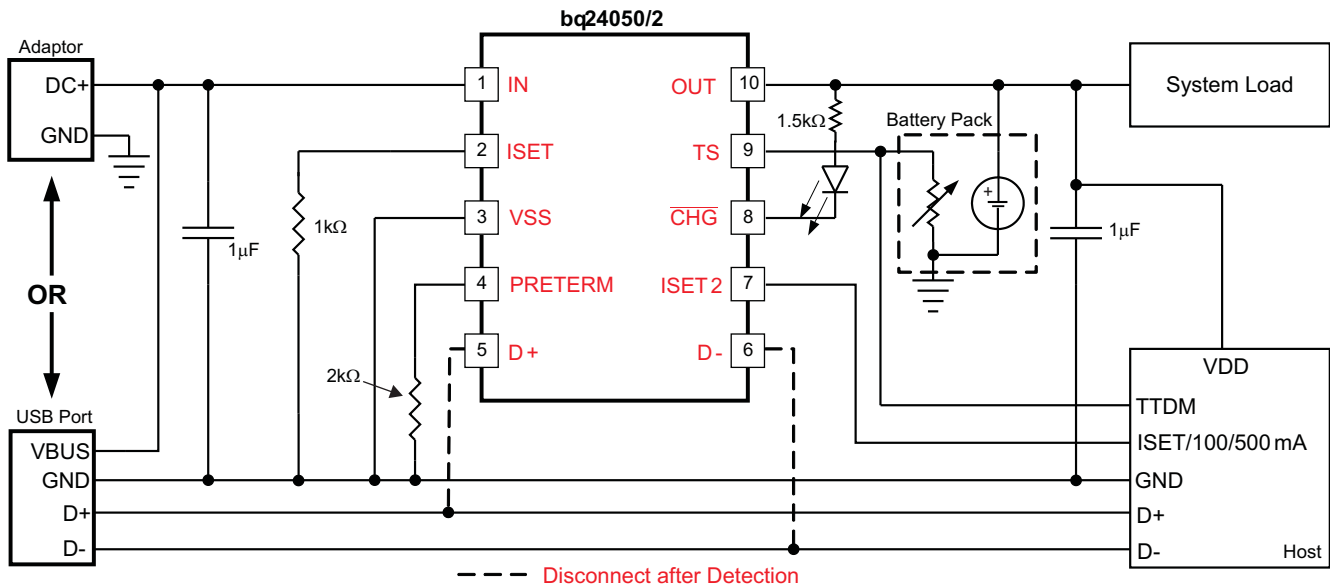 bq24050/2
Adaptor
DC+
GND
OR
USB Port
VBUS
GND
D+
D-
1μF
1kΩ
2kΩ
1 IN
2 ISET
3 VSS
4 PRETERM
5 D+
OUT 10
TS 9
CHG 8
ISET2 7
D- 6
1.5kΩ
Battery Pack
+
1μF
System Load
VDD
TTDM
ISET/100/500 mA
GND
D+
D-
Host
Disconnect after Detection